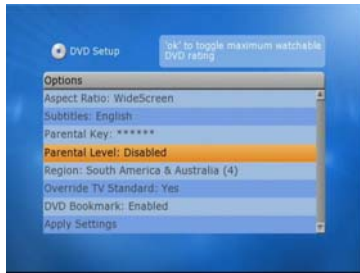 DVD Setup
'ok' to toggle maximum watchable
DVD rating
Options
Aspect Ratio: WideScreen
Subtitles: English
Parental Key: ******
Parental Level: Disabled
Region: South America & Australia (4)
Override TV Standard: Yes
DVD Bookmark: Enabled
Apply Settings